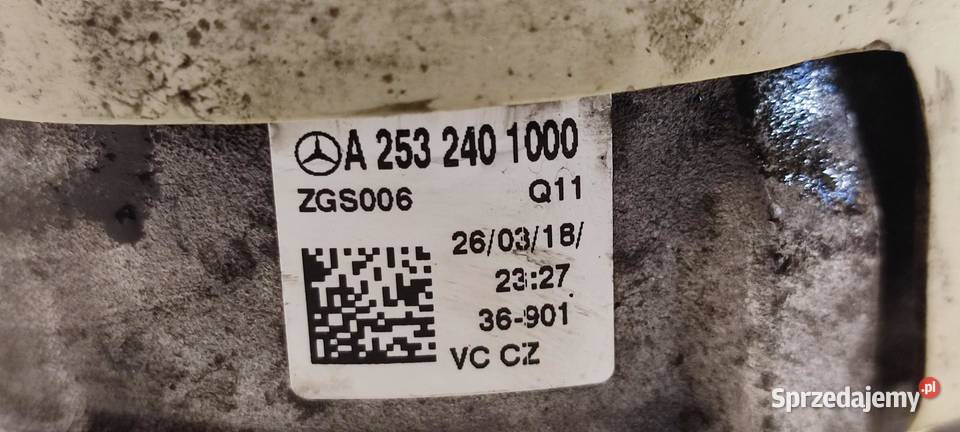 A 253 240 1000
ZGS006 Q11
26/03/18/
23:27
36-901
VC CZ
Sprzedajemy.pl